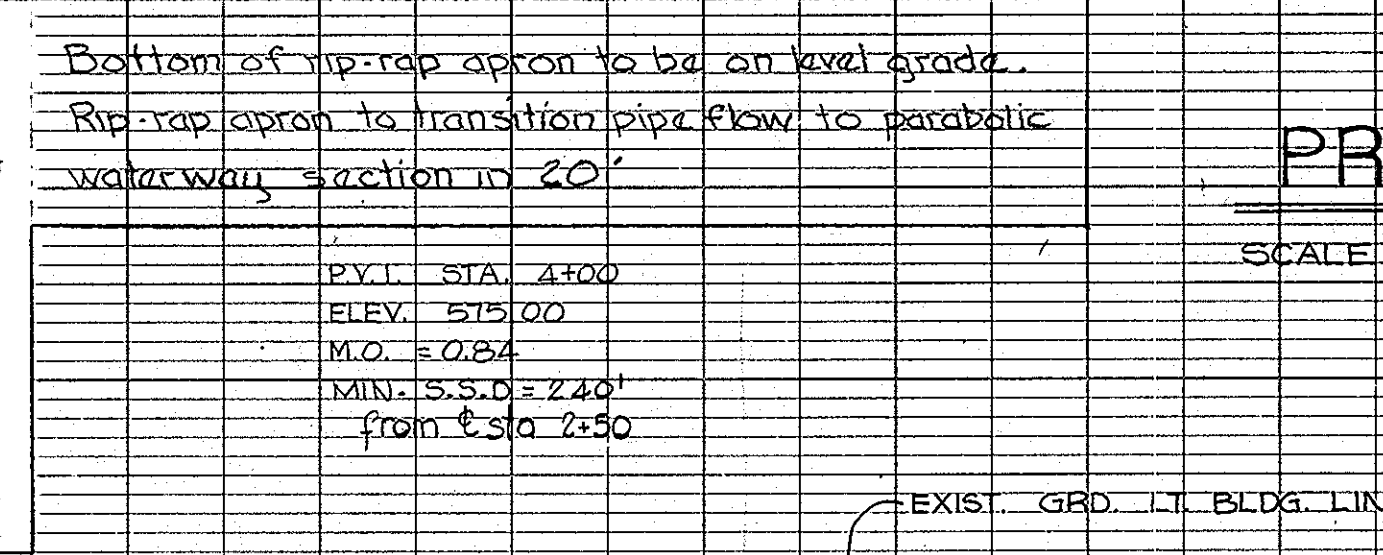 Bottom of rip-rap apron to be on level grade.
Rip-rap apron to transition pipe flow to parabolic
waterway section in 20'
PR
SCALE
P.V.I. STA. 4+00
ELEV. 575.00
M.O. = 0.84
MIN. S.S.D = 240'
from ℄ sta 2+50
EXIST. GRD. LT. BLDG. LIN